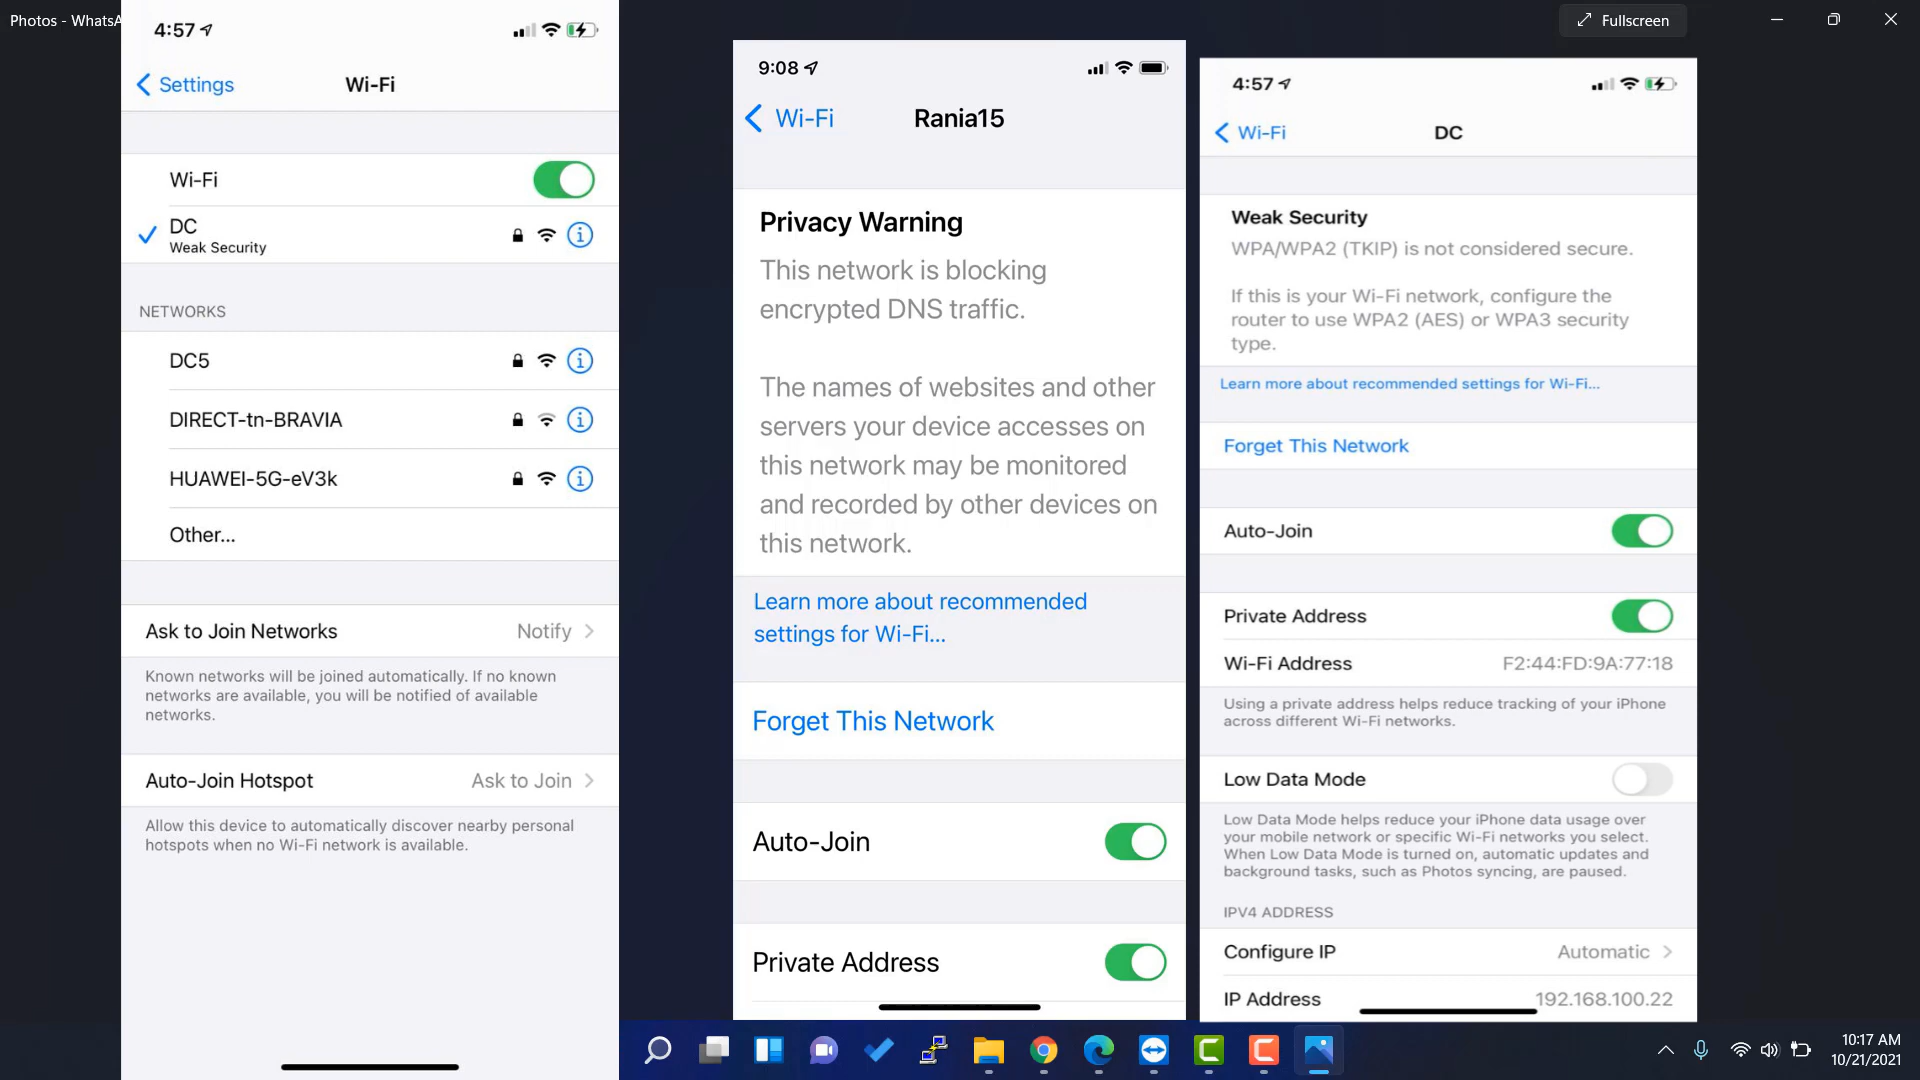 Photos - WhatsA
Fullscreen
4:57
Settings
Wi-Fi
Wi-Fi
DC
Weak Security
NETWORKS
DC5
DIRECT-tn-BRAVIA
HUAWEI-5G-eV3k
Other...
Ask to Join Networks Notify
Known networks will be joined automatically. If no known
networks are available, you will be notified of available
networks.
Auto-Join Hotspot Ask to Join
Allow this device to automatically discover nearby personal
hotspots when no Wi-Fi network is available.
9:08
Wi-Fi
Rania15
Privacy Warning
This network is blocking
encrypted DNS traffic.
The names of websites and other
servers your device accesses on
this network may be monitored
and recorded by other devices on
this network.
Learn more about recommended
settings for Wi-Fi...
Forget This Network
Auto-Join
Private Address
4:57
Wi-Fi
DC
Weak Security
WPA/WPA2 (TKIP) is not considered secure.
If this is your Wi-Fi network, configure the
router to use WPA2 (AES) or WPA3 security
type.
Learn more about recommended settings for Wi-Fi...
Forget This Network
Auto-Join
Private Address
Wi-Fi Address F2:44:FD:9A:77:18
Using a private address helps reduce tracking of your iPhone
across different Wi-Fi networks.
Low Data Mode
Low Data Mode helps reduce your iPhone data usage over
your mobile network or specific Wi-Fi networks you select.
When Low Data Mode is turned on, automatic updates and
background tasks, such as Photos syncing, are paused.
IPV4 ADDRESS
Configure IP Automatic
IP Address 192.168.100.22
10:17 AM
10/21/2021